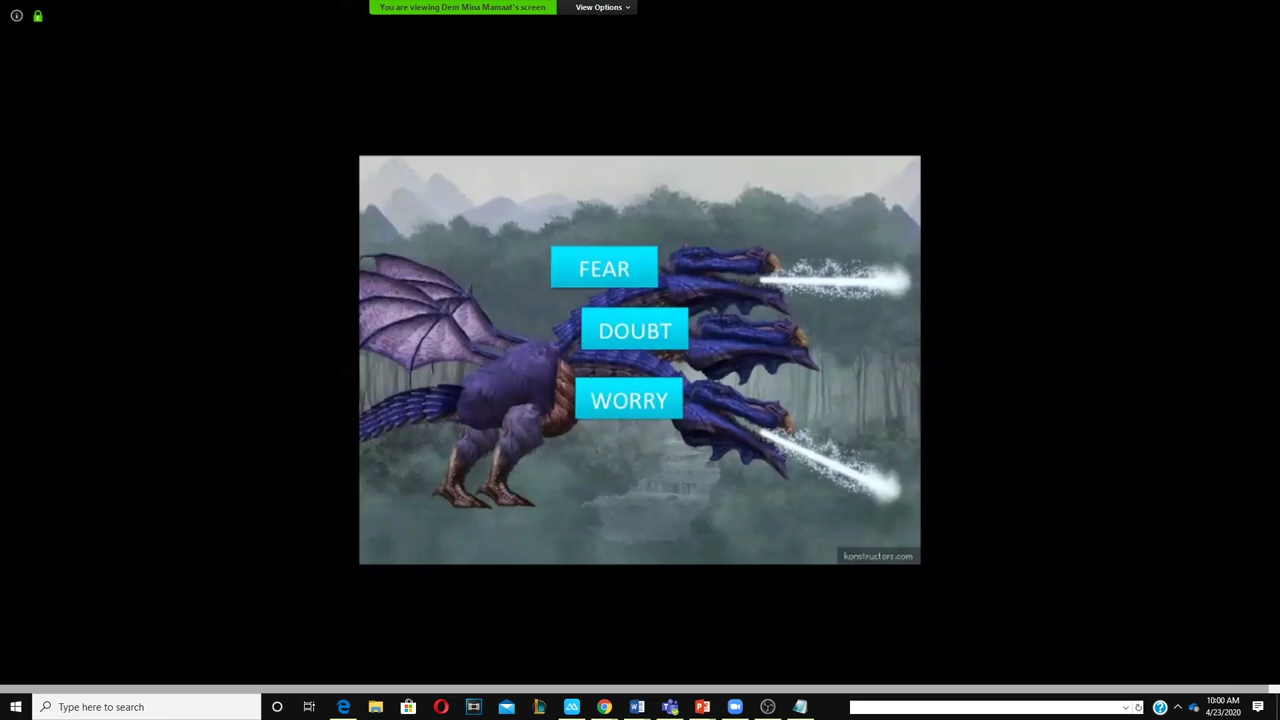 You are viewing Dem Mina Mamaat's screen
View Options
FEAR
DOUBT
WORRY
konstructorz.com
Type here to search
10:00 AM
4/23/2020